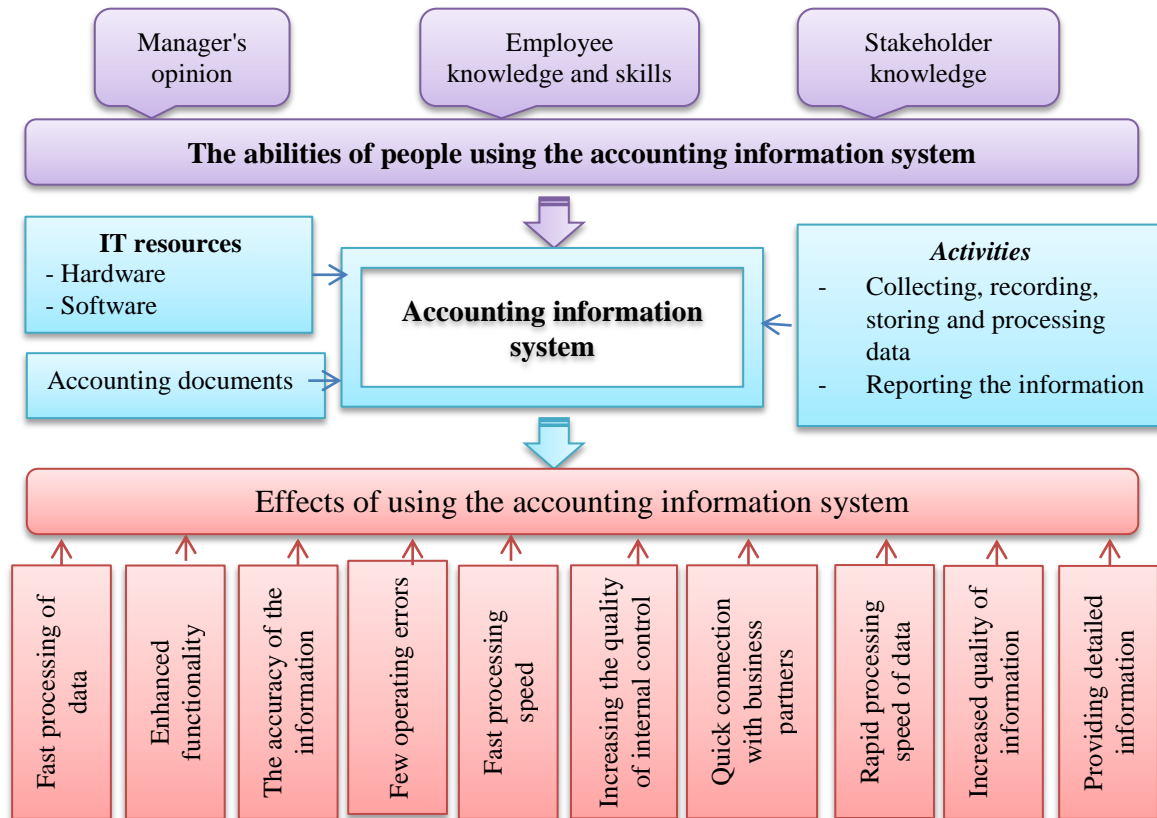 Manager's
opinion
Employee
knowledge and skills
Stakeholder
knowledge
The abilities of people using the accounting information system
IT resources
- Hardware
- Software
Accounting documents
Accounting information
system
Activities
- Collecting, recording,
storing and processing
data
- Reporting the information
Effects of using the accounting information system
Fast processing of
data
Enhanced
functionality
The accuracy of the
information
Few operating errors
Fast processing
speed
Increasing the quality
of internal control
Quick connection
with business
partners
Rapid processing
speed of data
Increased quality of
information
Providing detailed
information